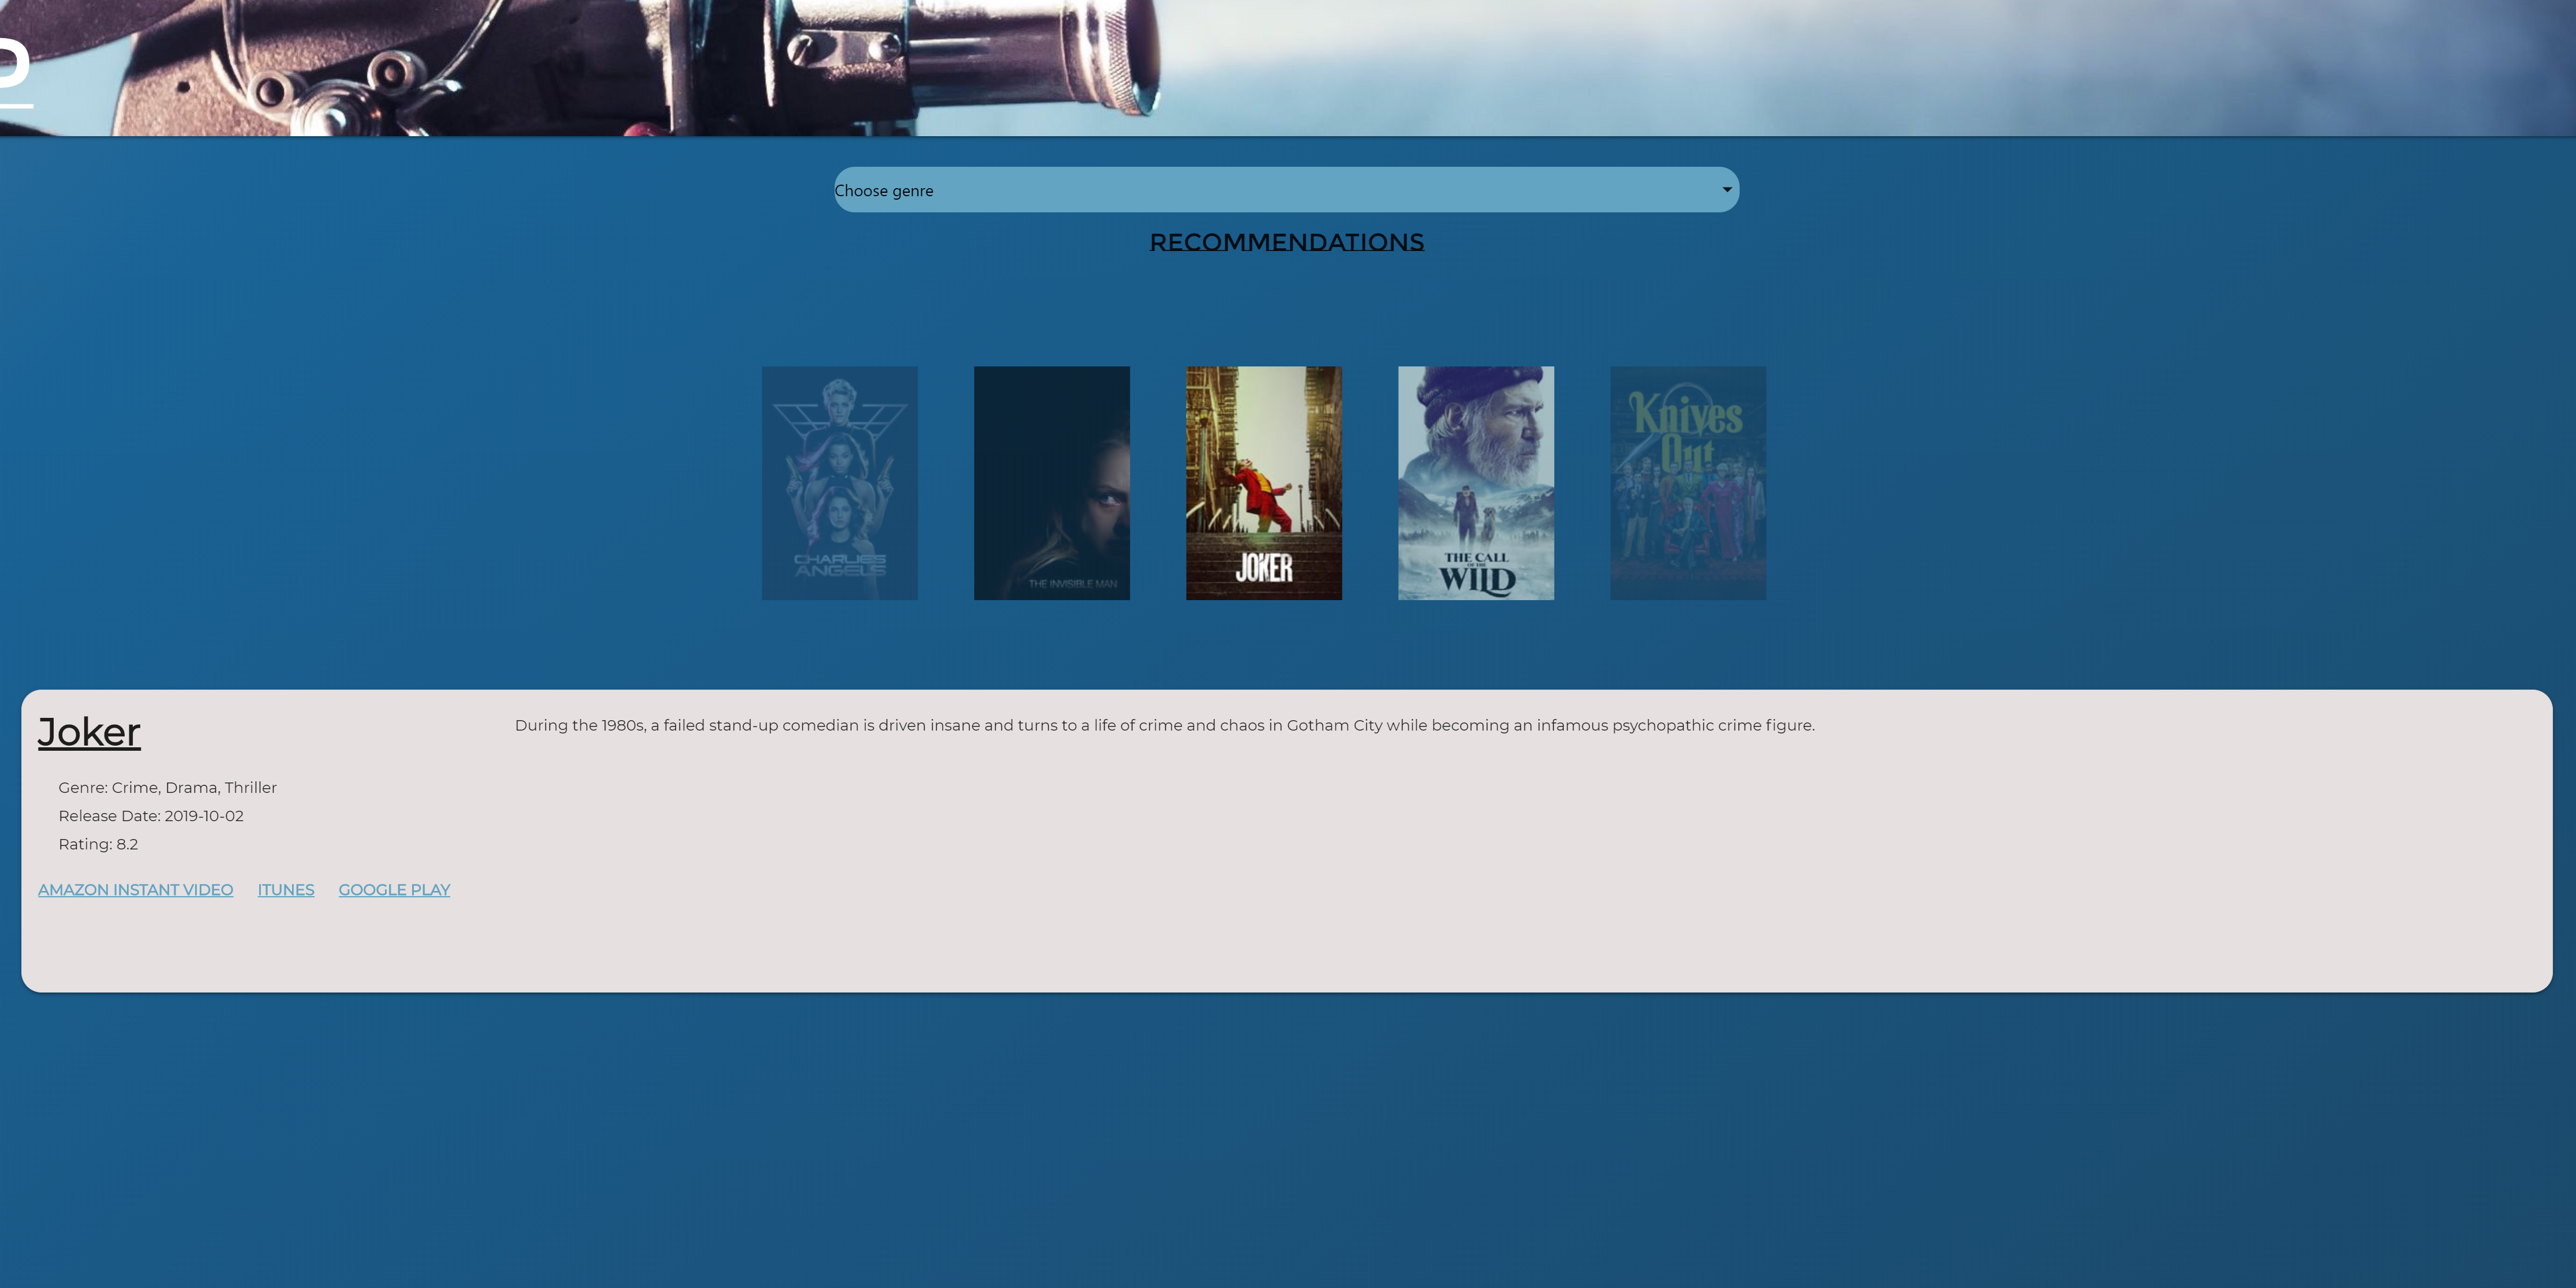 Choose genre
RECOMMENDATIONS
CHARLIE'S
ANGELS
THE INVISIBLE MAN
JOKER
THE CALL
OF THE
WILD
Knives
Out
Joker
During the 1980s, a failed stand-up comedian is driven insane and turns to a life of crime and chaos in Gotham City while becoming an infamous psychopathic crime figure.
Genre: Crime, Drama, Thriller
Release Date: 2019-10-02
Rating: 8.2
AMAZON INSTANT VIDEO ITUNES GOOGLE PLAY